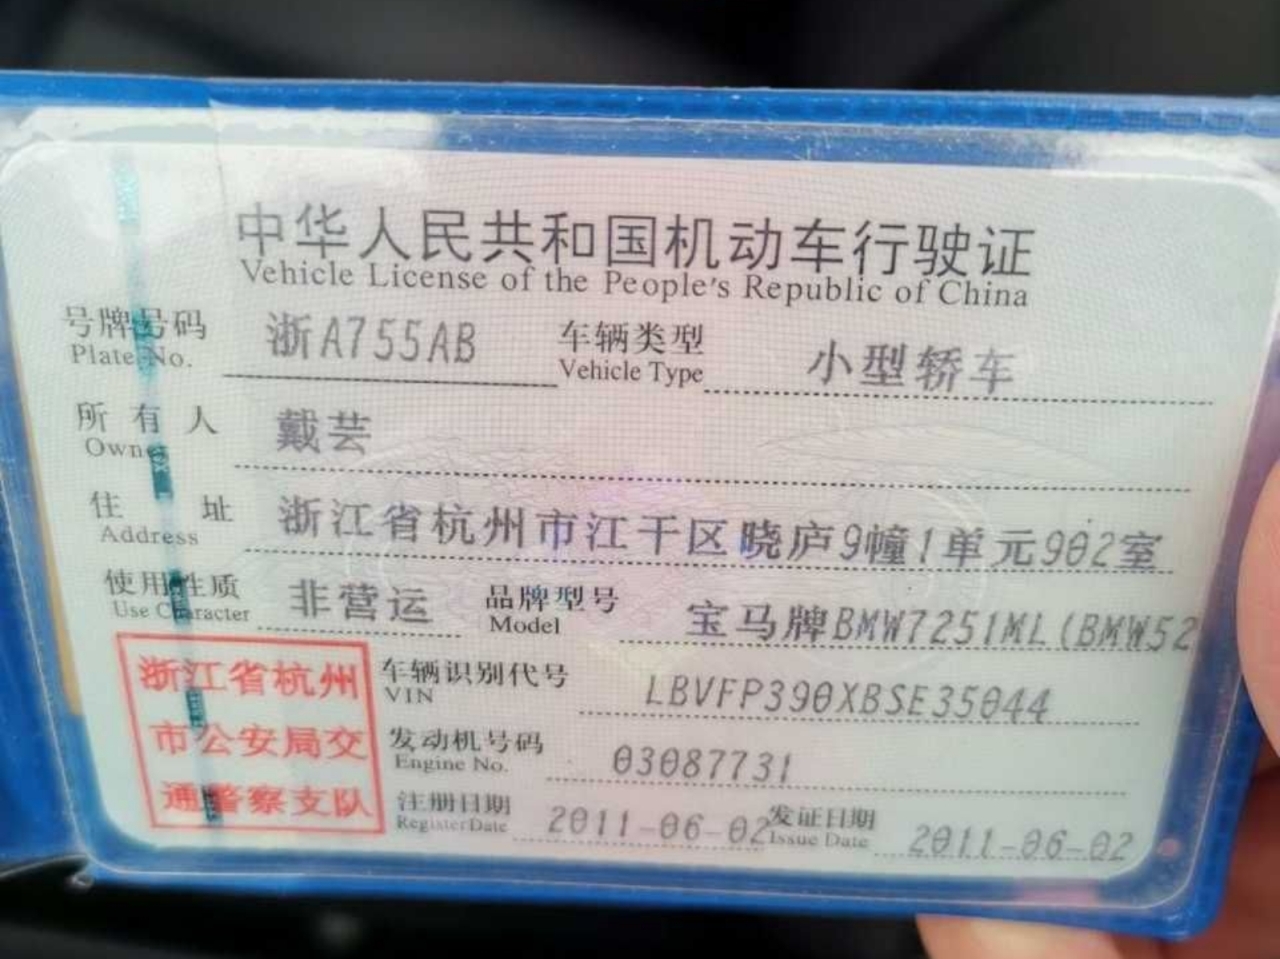 中华人民共和国机动车行驶证
Vehicle License of the People's Republic of China
号牌号码 浙A755AB 车辆类型 小型轿车
Plate No. Vehicle Type
所有人 戴芸
Owner
住址 浙江省杭州市江干区晓庐9幢1单元902室
Address
使用性质 非营运 品牌型号 宝马牌BMW7251ML(BMW52
Use Character Model
浙江省杭州 车辆识别代号 LBVFP390XBSE35044
VIN
市公安局交 发动机号码 03087731
Engine No.
通警察支队 注册日期 2011-06-02 发证日期 2011-06-02
Register Date Issue Date